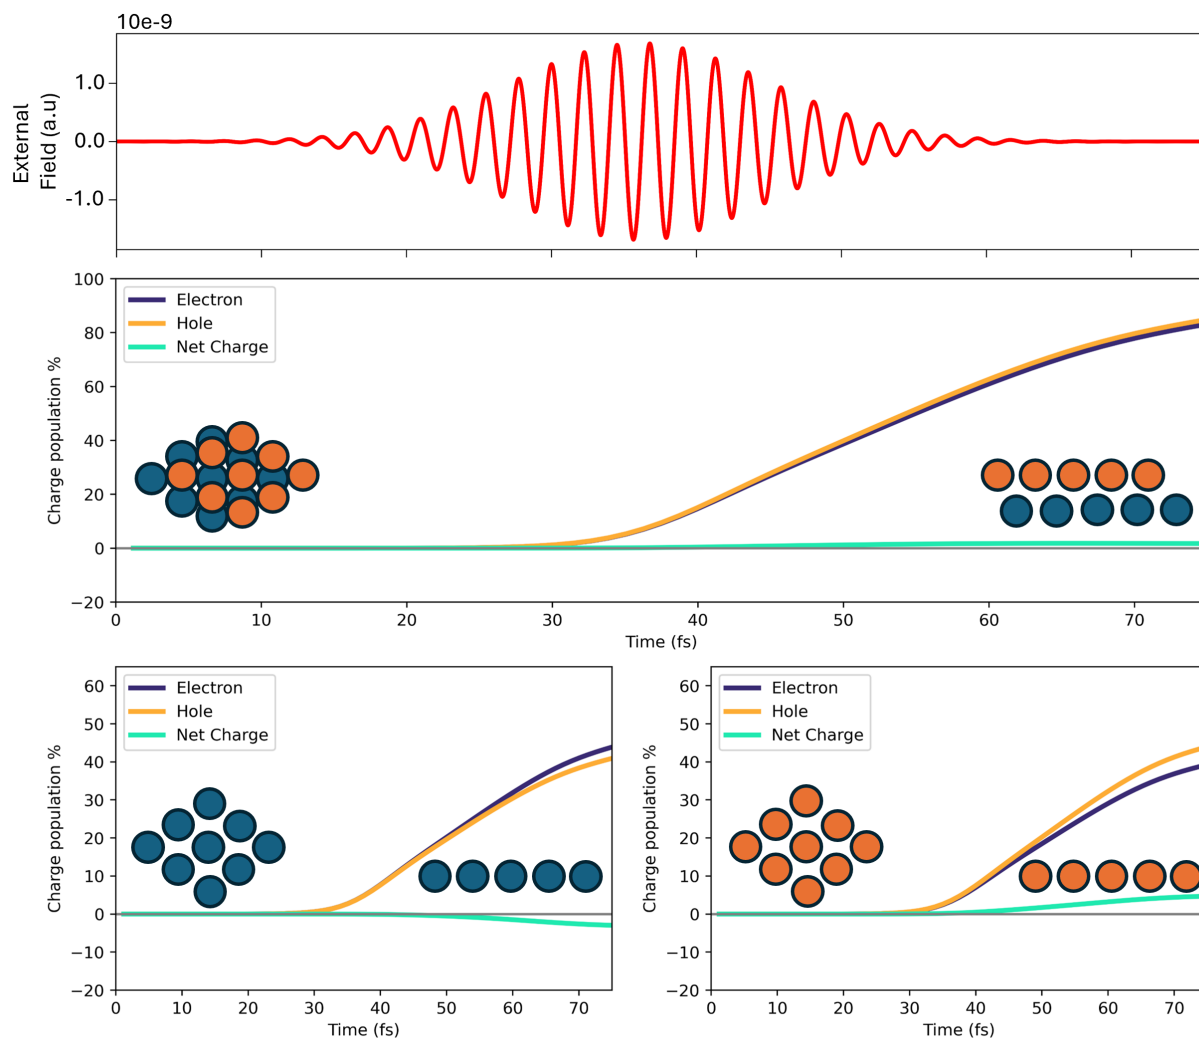 10e-9
External
Field (a.u)
1.0
0.0
-1.0
100
80
60
40
20
0
−20
Charge population %
Electron
Hole
Net Charge
0 10 20 30 40 50 60 70
Time (fs)
60
50
40
30
20
10
0
−10
−20
Charge population %
Electron
Hole
Net Charge
0 10 20 30 40 50 60 70
Time (fs)
60
50
40
30
20
10
0
−10
−20
Charge population %
Electron
Hole
Net Charge
0 10 20 30 40 50 60 70
Time (fs)